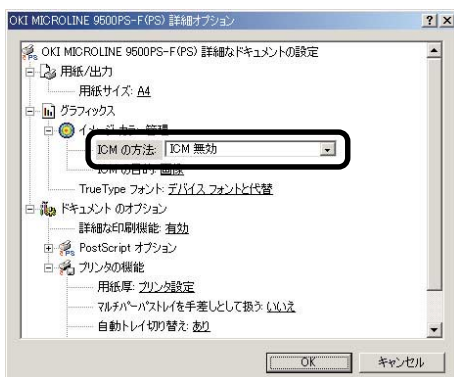 OKI MICROLINE 9500PS-F(PS) 詳細オプション
OKI MICROLINE 9500PS-F(PS) 詳細なドキュメントの設定
用紙/出力
用紙サイズ: A4
グラフィックス
イメージ カラー管理
ICM の方法: ICM 無効
ICM の目的: 画像
TrueType フォント: デバイス フォントと代替
ドキュメント のオプション
詳細な印刷機能: 有効
PostScript オプション
プリンタの機能
用紙厚: プリンタ設定
マルチパーパストレイを手差しとして扱う: いいえ
自動トレイ切り替え: あり
OK キャンセル